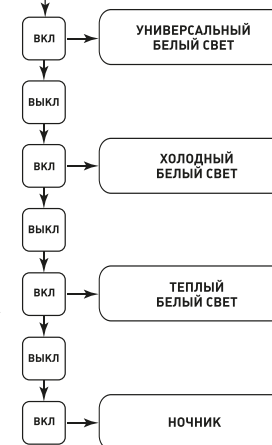 ВКЛ
УНИВЕРСАЛЬНЫЙ
БЕЛЫЙ СВЕТ
ВЫКЛ
ВКЛ
ХОЛОДНЫЙ
БЕЛЫЙ СВЕТ
ВЫКЛ
ВКЛ
ТЕПЛЫЙ
БЕЛЫЙ СВЕТ
ВЫКЛ
ВКЛ
НОЧНИК